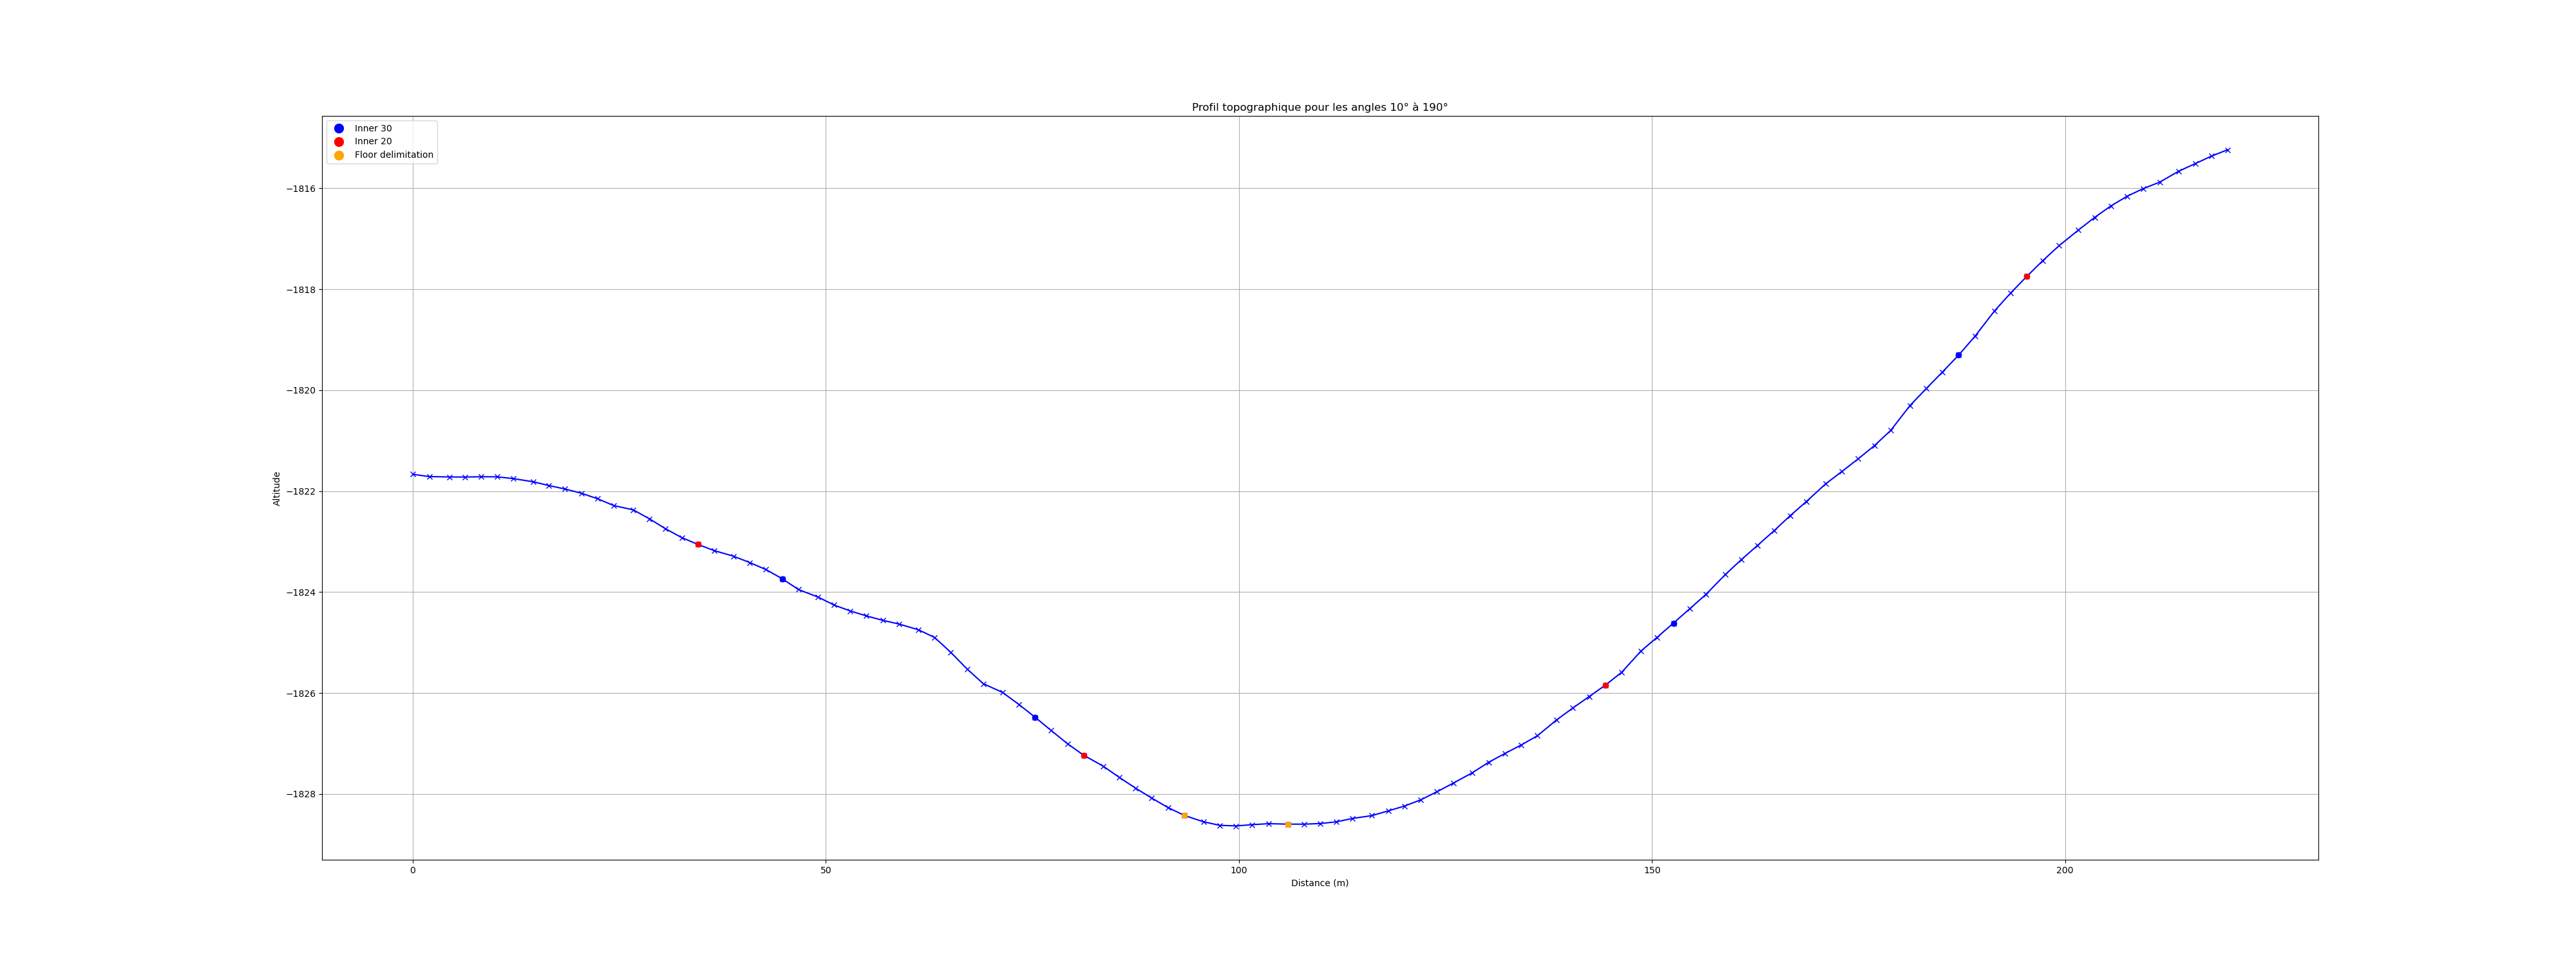 Profil topographique pour les angles 10° à 190°
Inner 30
Inner 20
Floor delimitation
−1816
−1818
−1820
−1822
−1824
−1826
−1828
Altitude
0 50 100 150 200
Distance (m)